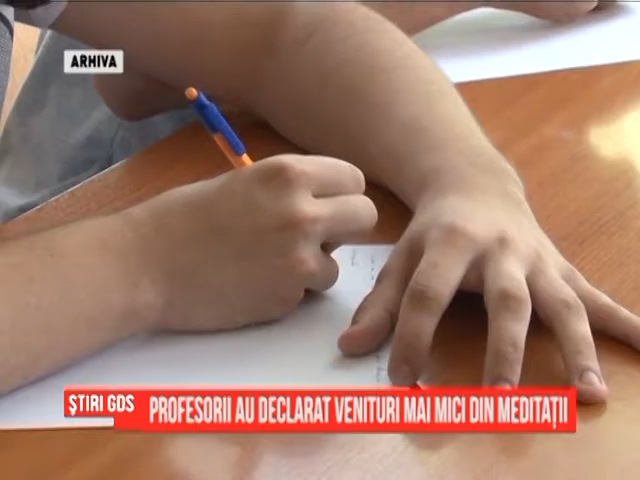 ARHIVA
ȘTIRI GDS
PROFESORII AU DECLARAT VENITURI MAI MICI DIN MEDITAȚII